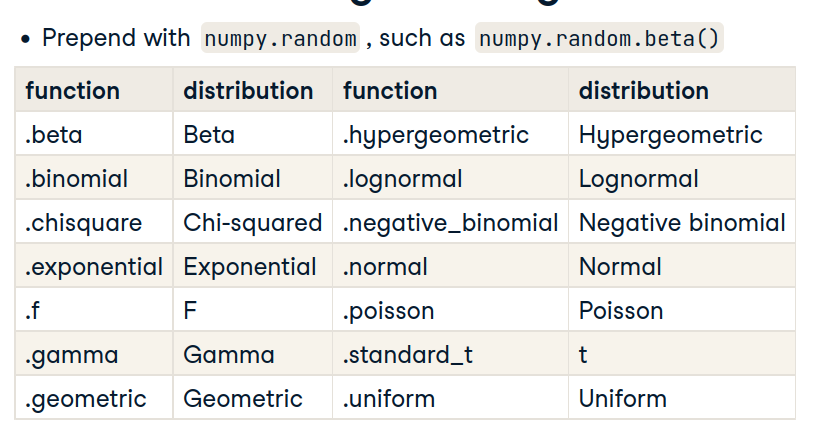 • Prepend with numpy.random , such as numpy.random.beta()
function distribution function distribution
.beta Beta .hypergeometric Hypergeometric
.binomial Binomial .lognormal Lognormal
.chisquare Chi-squared .negative_binomial Negative binomial
.exponential Exponential .normal Normal
.f F .poisson Poisson
.gamma Gamma .standard_t t
.geometric Geometric .uniform Uniform